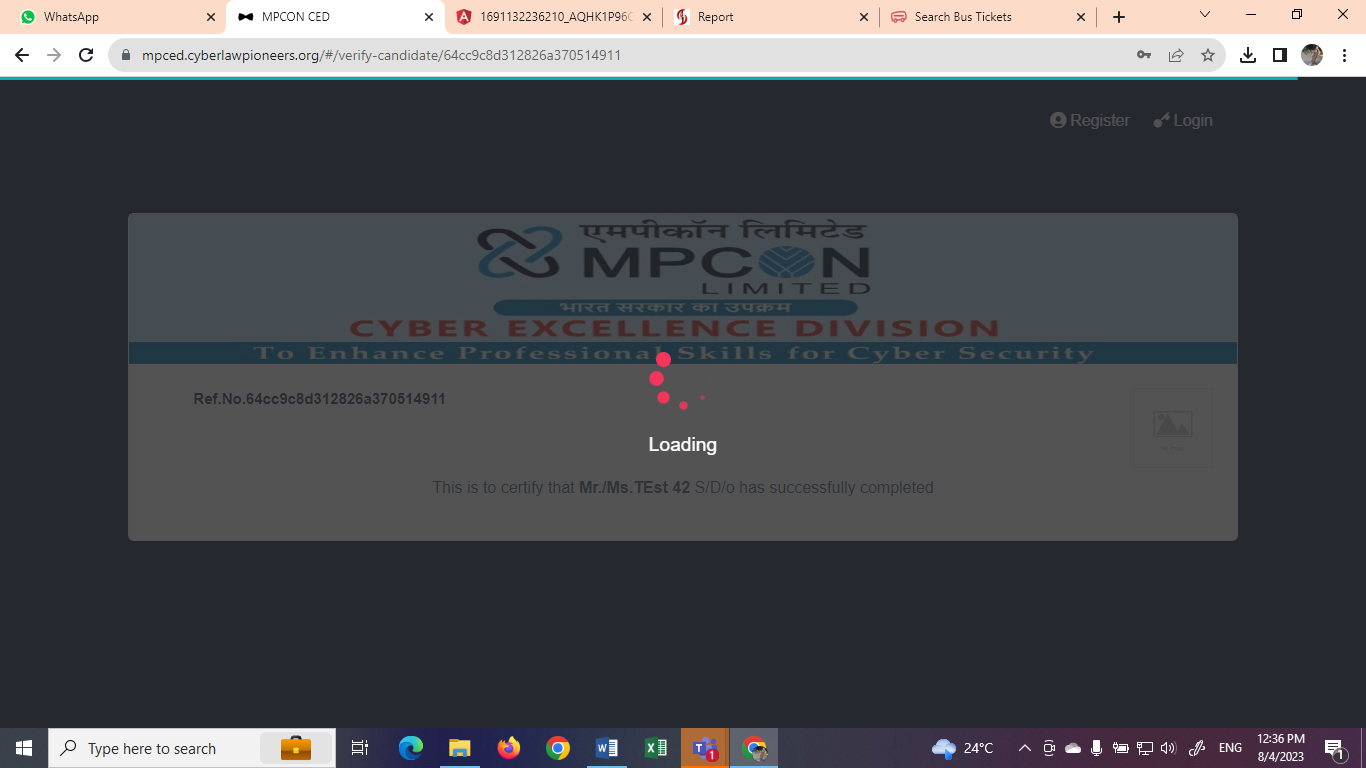 WhatsApp
MPCON CED
1691132236210_AQHK1P96C
Report
Search Bus Tickets
mpced.cyberlawpioneers.org/#/verify-candidate/64cc9c8d312826a370514911
Register
Login
एमपीकॉन लिमिटेड
MPCON
LIMITED
भारत सरकार का उपक्रम
CYBER EXCELLENCE DIVISION
To Enhance Professional Skills for Cyber Security
Ref.No.64cc9c8d312826a370514911
Loading
This is to certify that Mr./Ms.TEst 42 S/D/o has successfully completed
Type here to search
1
24°C
ENG
12:36 PM
8/4/2023
1